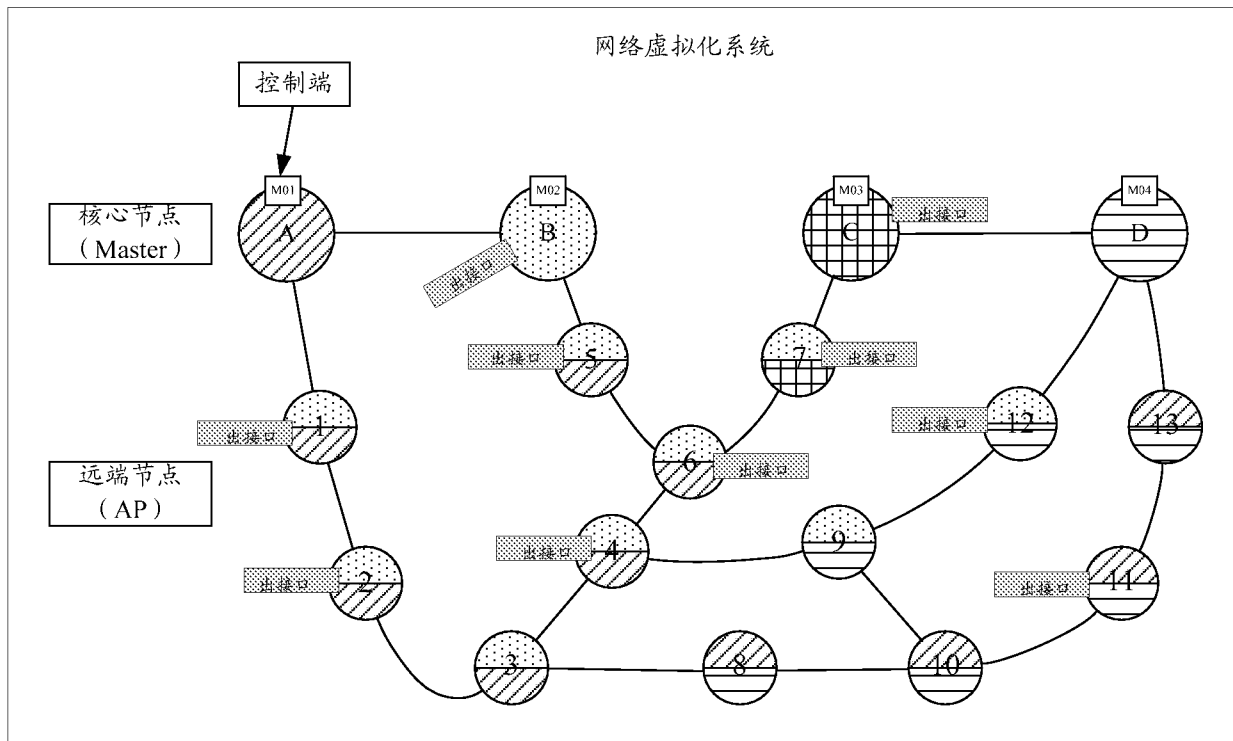 网络虚拟化系统
控制端
M01
M02
M03
M04
核心节点
（Master）
A
B
C
出接口
D
出接口
出接口
5
7
出接口
出接口
1
出接口
12
13
远端节点
（AP）
6
出接口
出接口
4
9
出接口
2
出接口
11
3
8
10